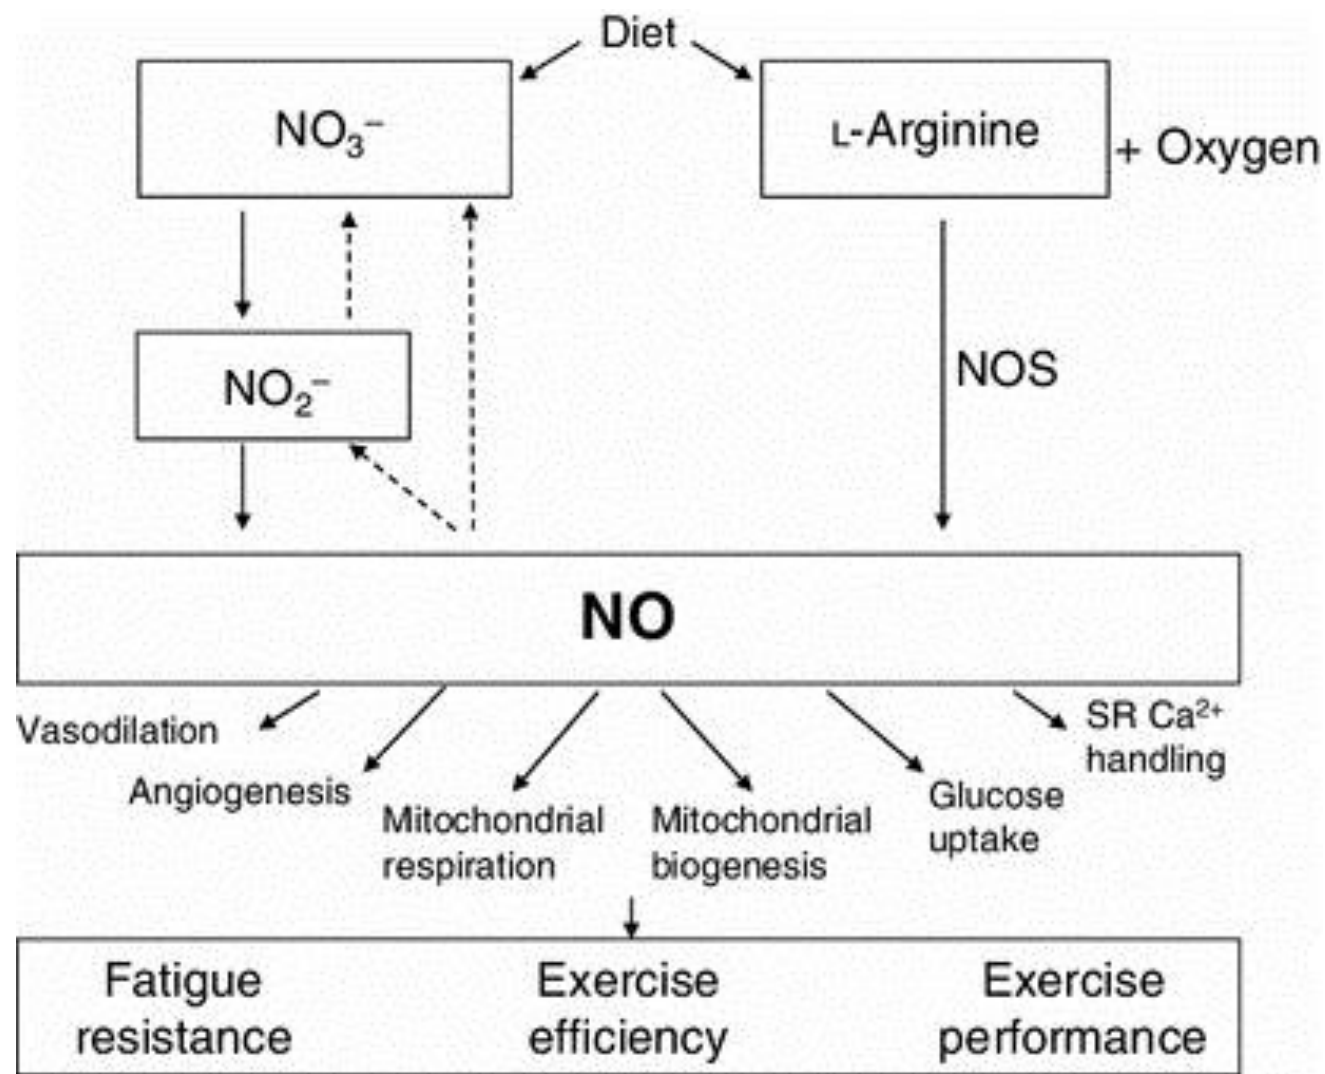 Diet
NO₃⁻
L-Arginine
+ Oxygen
NO₂⁻
NOS
NO
Vasodilation
Angiogenesis
Mitochondrial
respiration
Mitochondrial
biogenesis
Glucose
uptake
SR Ca²⁺
handling
Fatigue
resistance
Exercise
efficiency
Exercise
performance